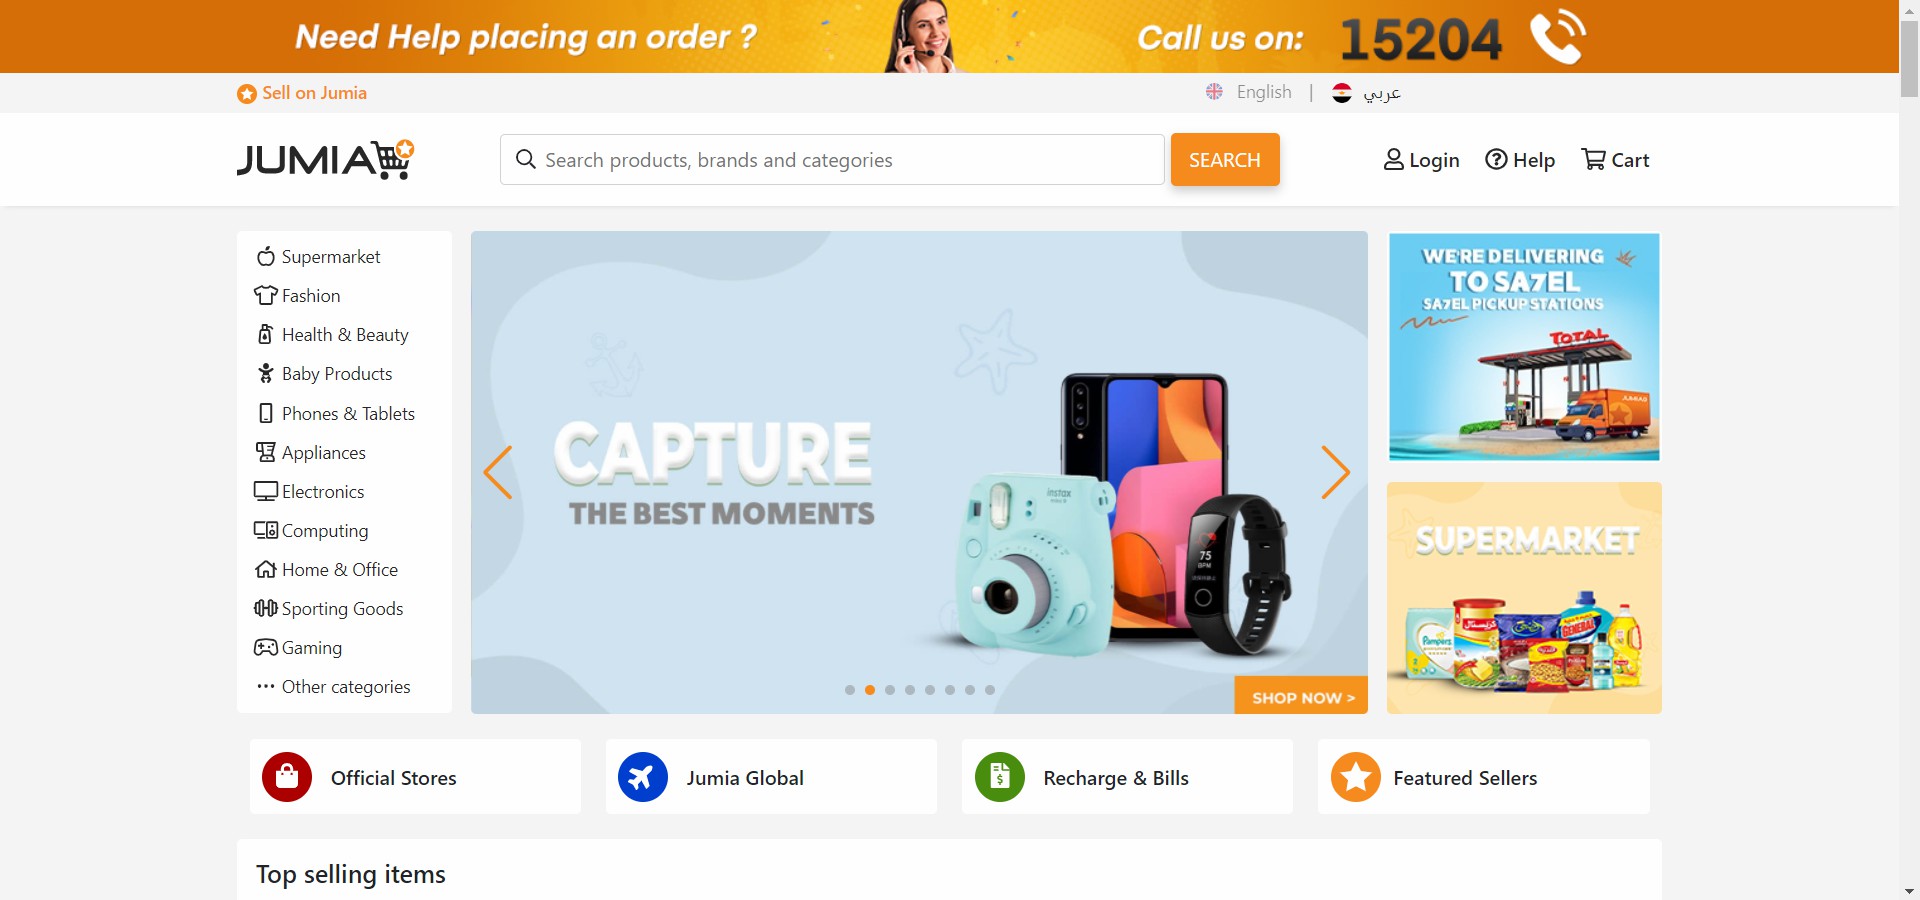 Need Help placing an order ?
Call us on: 15204
Sell on Jumia
English | عربي
JUMIA
Search products, brands and categories
SEARCH
Login
Help
Cart
Supermarket
Fashion
Health & Beauty
Baby Products
Phones & Tablets
Appliances
Electronics
Computing
Home & Office
Sporting Goods
Gaming
Other categories
CAPTURE
THE BEST MOMENTS
instax
75
BPM
SHOP NOW >
WE'RE DELIVERING
TO SA7EL
SA7EL PICKUP STATIONS
TOTAL
JUMIA
SUPERMARKET
Pampers
كريستال
GENERAL
Official Stores
Jumia Global
Recharge & Bills
Featured Sellers
Top selling items